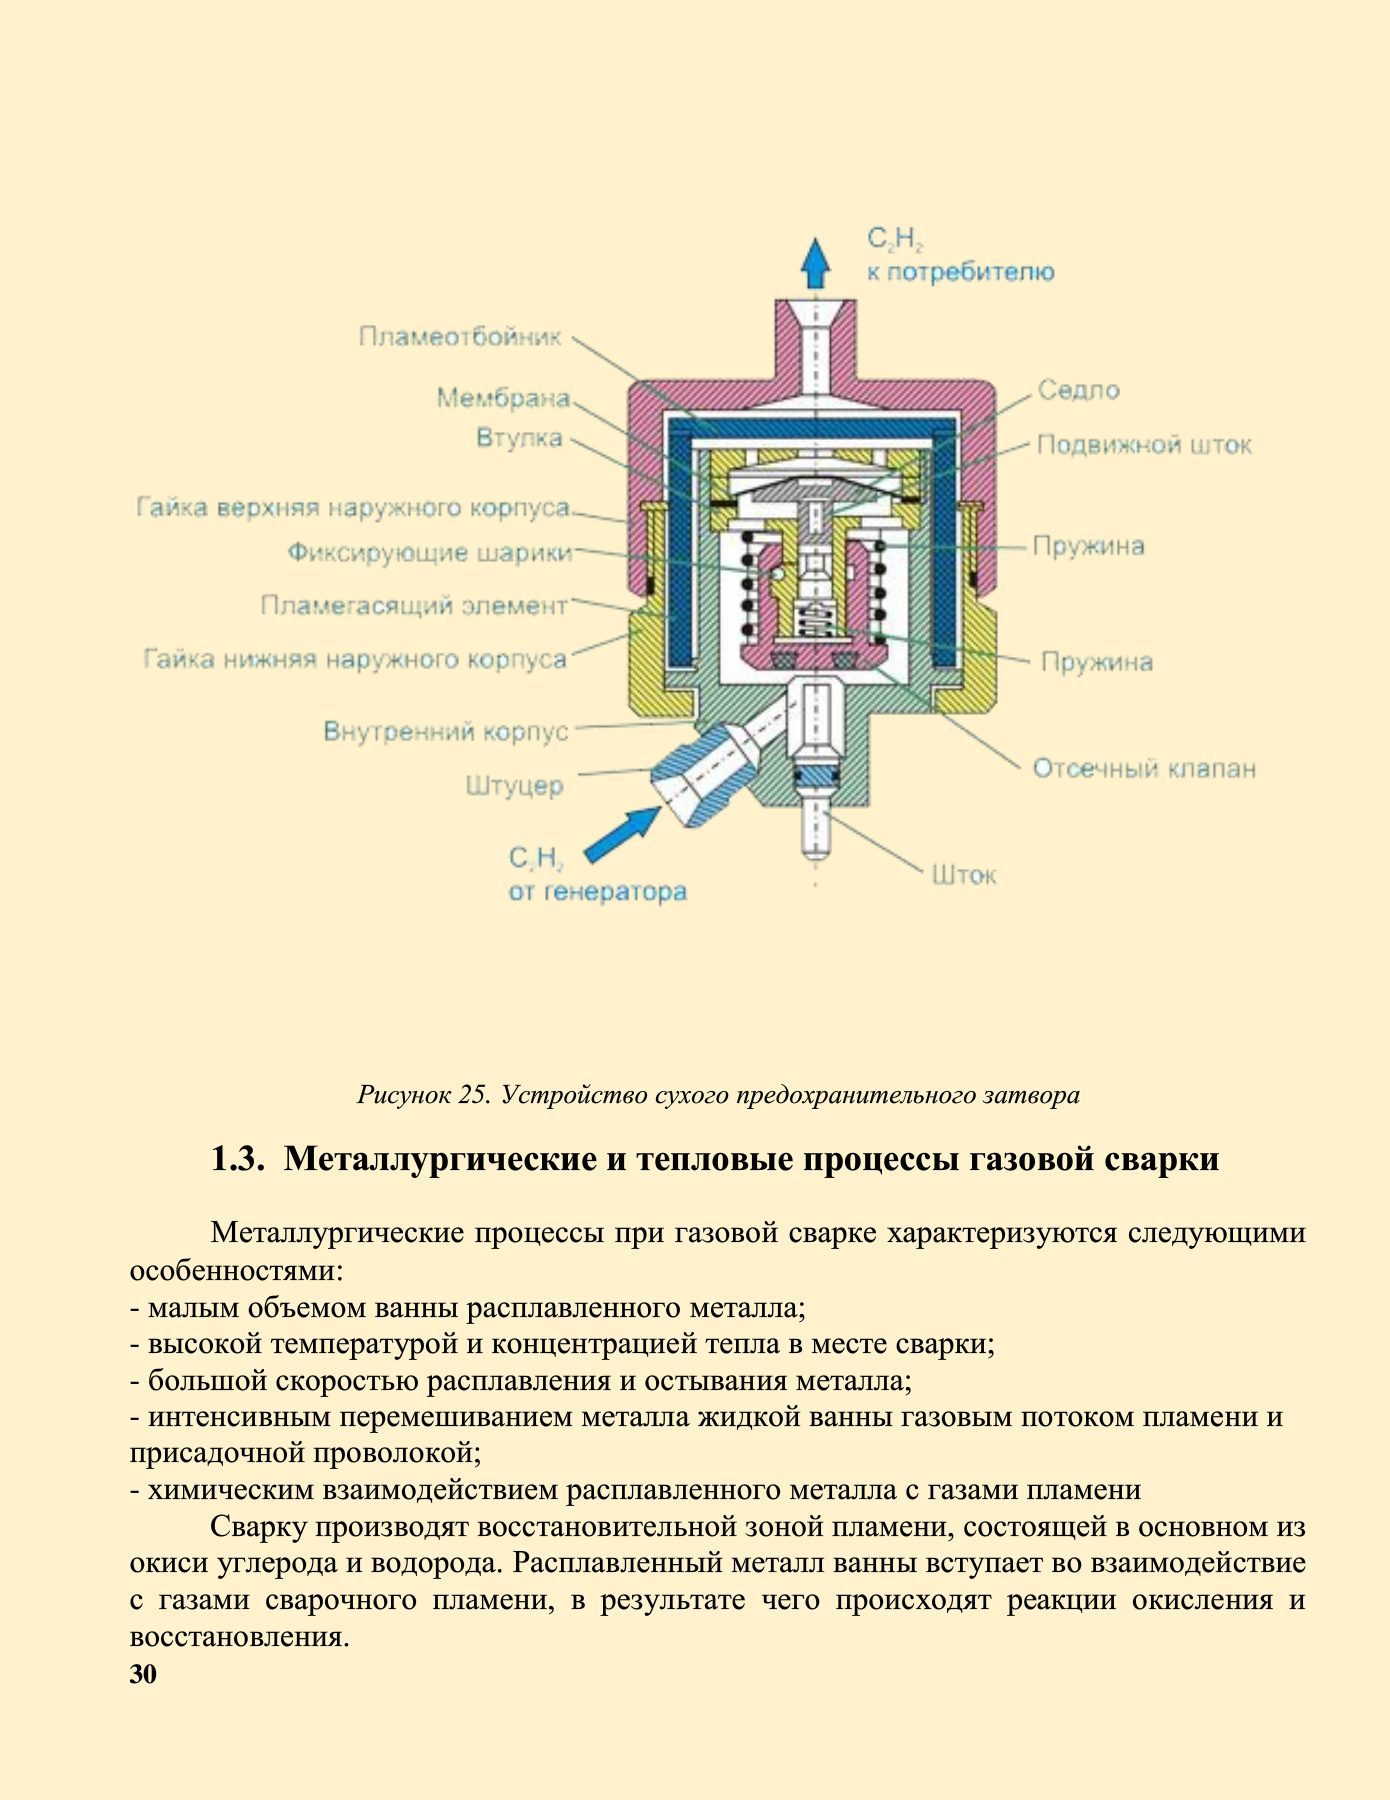 C₂H₂
к потребителю
Пламеотбойник
Мембрана
Втулка
Гайка верхняя наружного корпуса
Фиксирующие шарики
Пламегасящий элемент
Гайка нижняя наружного корпуса
Внутренний корпус
Штуцер
C₂H₂
от генератора
Седло
Подвижной шток
Пружина
Пружина
Отсечный клапан
Шток
Рисунок 25. Устройство сухого предохранительного затвора
1.3. Металлургические и тепловые процессы газовой сварки
Металлургические процессы при газовой сварке характеризуются следующими
особенностями:
- малым объемом ванны расплавленного металла;
- высокой температурой и концентрацией тепла в месте сварки;
- большой скоростью расплавления и остывания металла;
- интенсивным перемешиванием металла жидкой ванны газовым потоком пламени и
присадочной проволокой;
- химическим взаимодействием расплавленного металла с газами пламени
Сварку производят восстановительной зоной пламени, состоящей в основном из
окиси углерода и водорода. Расплавленный металл ванны вступает во взаимодействие
с газами сварочного пламени, в результате чего происходят реакции окисления и
восстановления.
30